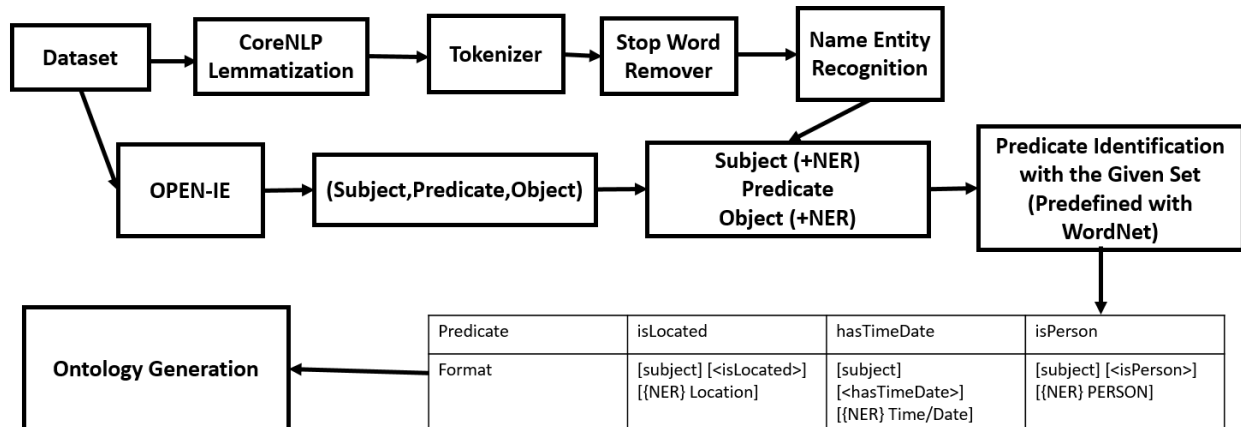 Dataset
CoreNLP
Lemmatization
Tokenizer
Stop Word
Remover
Name Entity
Recognition
OPEN-IE
(Subject,Predicate,Object)
Subject (+NER)
Predicate
Object (+NER)
Predicate Identification
with the Given Set
(Predefined with
WordNet)
Ontology Generation
Predicate
isLocated
hasTimeDate
isPerson
Format
[subject] [<isLocated>]
[{NER} Location]
[subject]
[<hasTimeDate>]
[{NER} Time/Date]
[subject] [<isPerson>]
[{NER} PERSON]